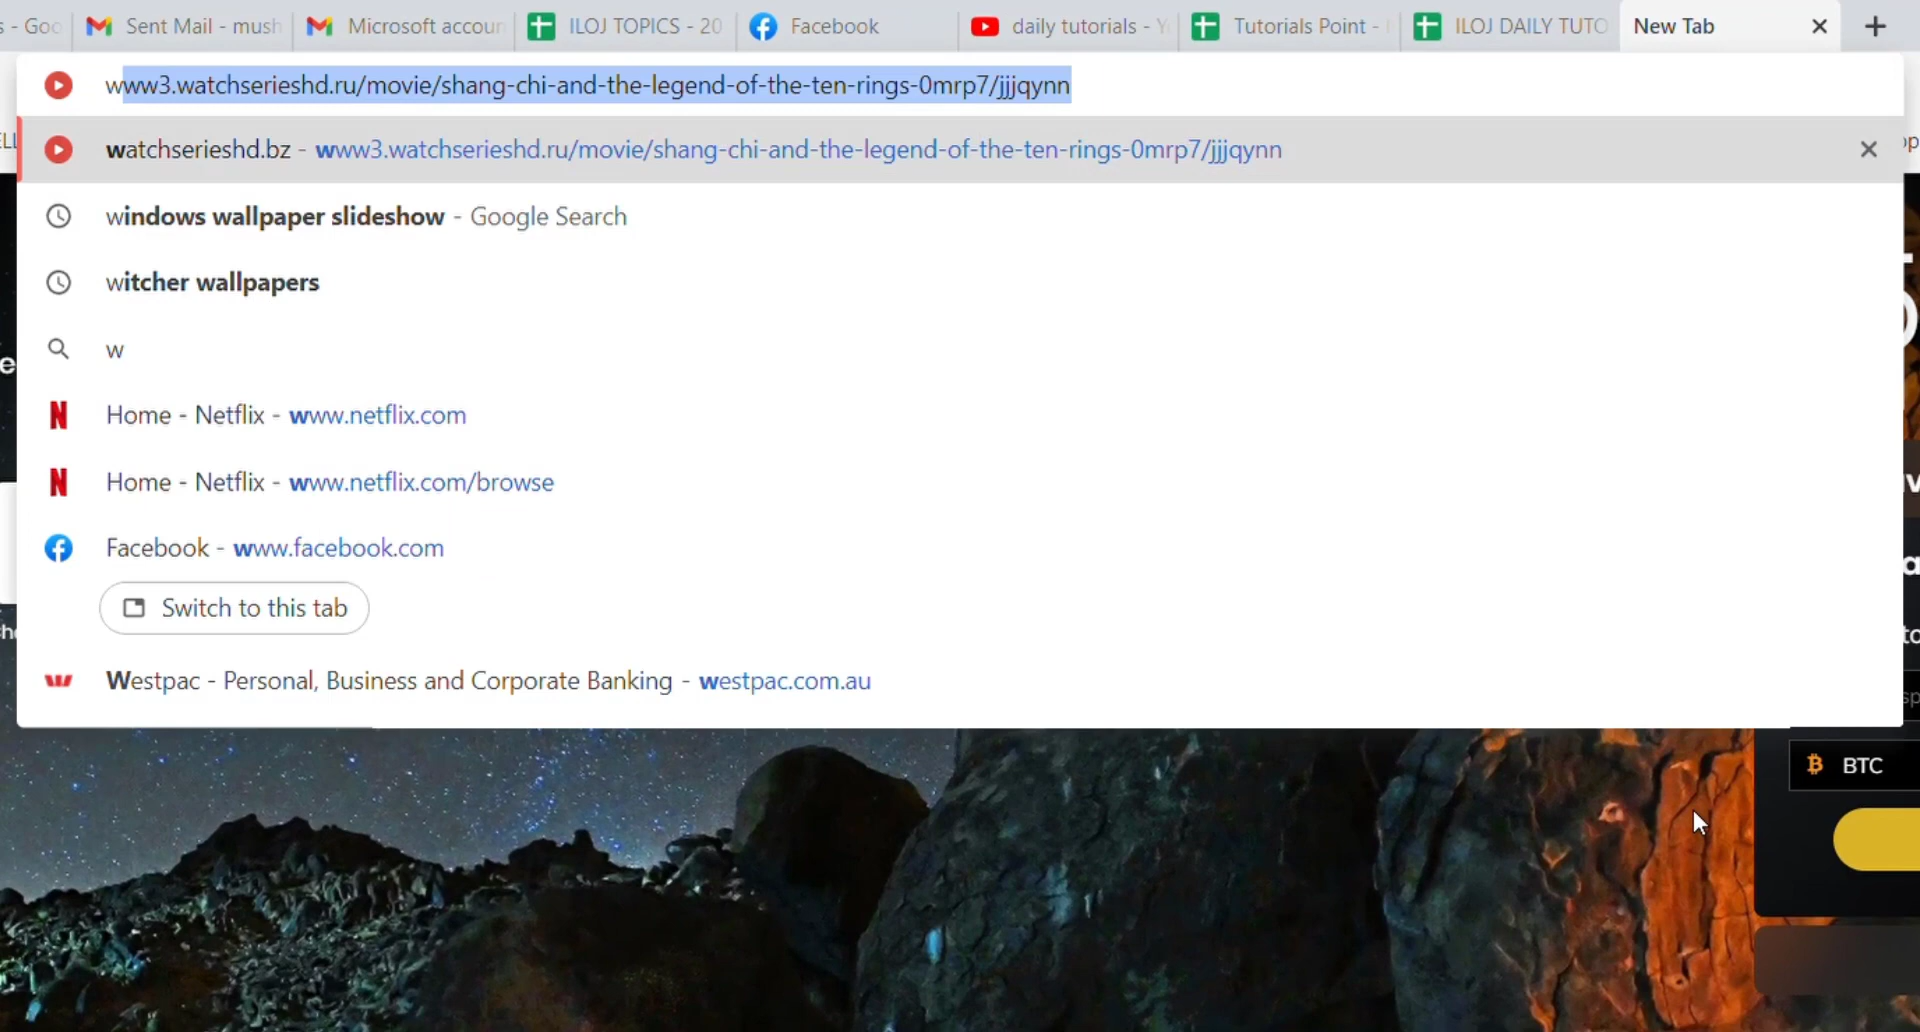 s - Goo Sent Mail - mush Microsoft accoun ILOJ TOPICS - 20 Facebook daily tutorials - Y Tutorials Point - ILOJ DAILY TUTO New Tab
www3.watchserieshd.ru/movie/shang-chi-and-the-legend-of-the-ten-rings-0mrp7/jjjqynn
watchserieshd.bz - www3.watchserieshd.ru/movie/shang-chi-and-the-legend-of-the-ten-rings-0mrp7/jjjqynn
windows wallpaper slideshow - Google Search
witcher wallpapers
w
Home - Netflix - www.netflix.com
Home - Netflix - www.netflix.com/browse
Facebook - www.facebook.com
Switch to this tab
Westpac - Personal, Business and Corporate Banking - westpac.com.au
BTC